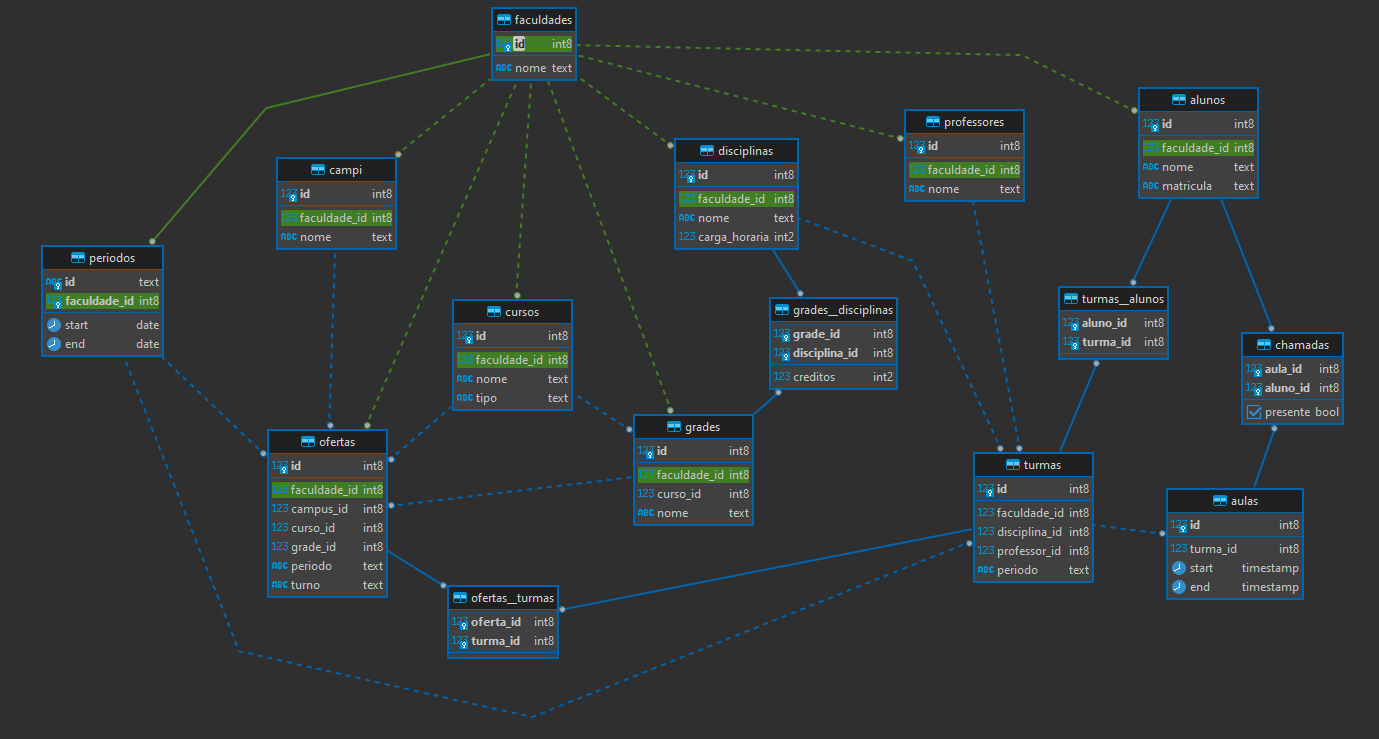 faculdades
123 id int8
ABC nome text
alunos
123 id int8
123 faculdade_id int8
ABC nome text
ABC matricula text
professores
123 id int8
123 faculdade_id int8
ABC nome text
disciplinas
123 id int8
123 faculdade_id int8
ABC nome text
123 carga_horaria int2
campi
123 id int8
123 faculdade_id int8
ABC nome text
periodos
ABC id text
123 faculdade_id int8
start date
end date
cursos
123 id int8
123 faculdade_id int8
ABC nome text
ABC tipo text
grades__disciplinas
123 grade_id int8
123 disciplina_id int8
123 creditos int2
turmas__alunos
123 aluno_id int8
123 turma_id int8
chamadas
123 aula_id int8
123 aluno_id int8
presente bool
ofertas
123 id int8
123 faculdade_id int8
123 campus_id int8
123 curso_id int8
123 grade_id int8
ABC periodo text
ABC turno text
grades
123 id int8
123 faculdade_id int8
123 curso_id int8
ABC nome text
turmas
123 id int8
123 faculdade_id int8
123 disciplina_id int8
123 professor_id int8
ABC periodo text
aulas
123 id int8
123 turma_id int8
start timestamp
end timestamp
ofertas__turmas
123 oferta_id int8
123 turma_id int8